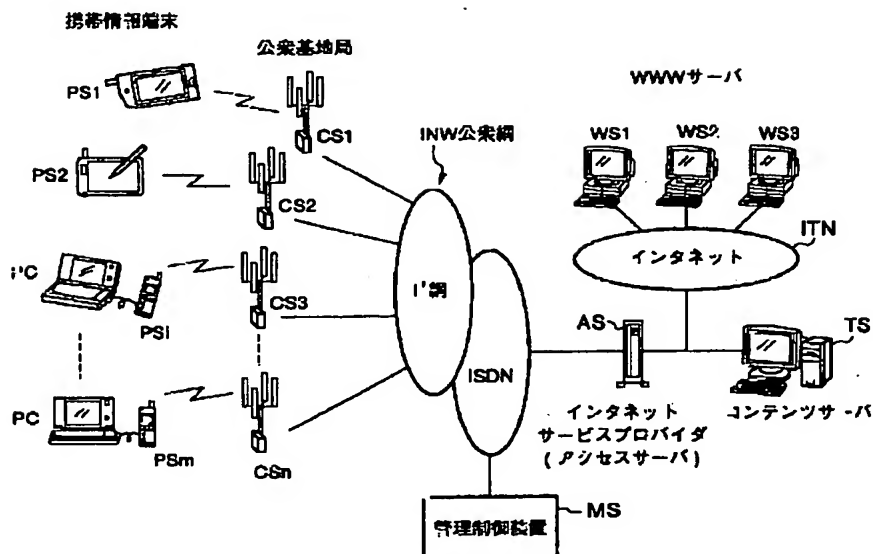 携帯情報端末
公衆基地局
PS1
CS1
PS2
CS2
PC
PSi
CS3
PC
PSm
CSn
INW公衆網
I'網
ISDN
管理制御装置
MS
WWWサーバ
WS1
WS2
WS3
インタネット
ITN
AS
TS
インタネット
サービスプロバイダ
(アクセスサーバ)
コンテンツサーバ